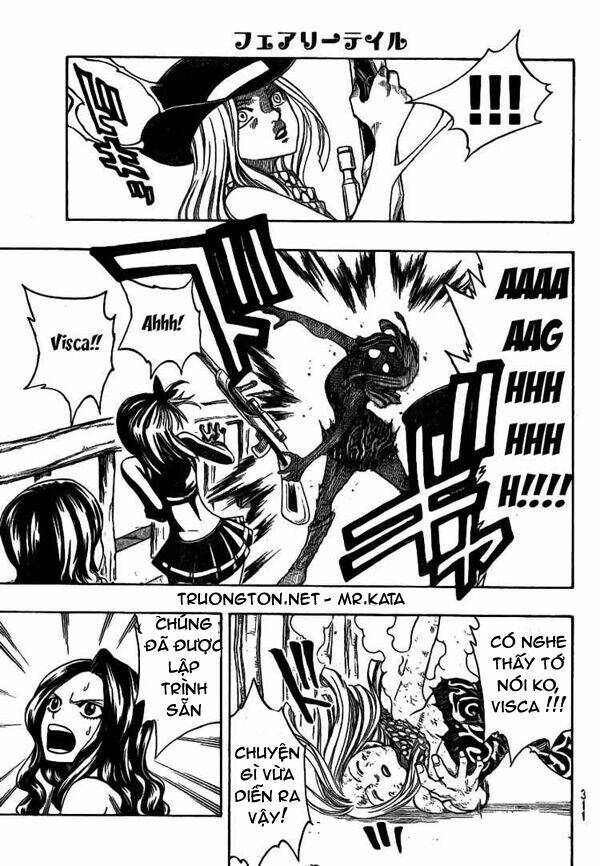 フェアリーテイル
!!!
AAAA
AAG
HHH
HHH
H!!!!
Ahhh!
Visca!!
TRUONGTON.NET - MR.KATA
CÓ NGHE
THẤY TỚ
NÓI KO,
VISCA !!!
CHUYỆN
GÌ VỪA
DIỄN RA
VẬY!
CHÚNG
ĐÃ ĐƯỢC
LẬP
TRÌNH
SẴN
311